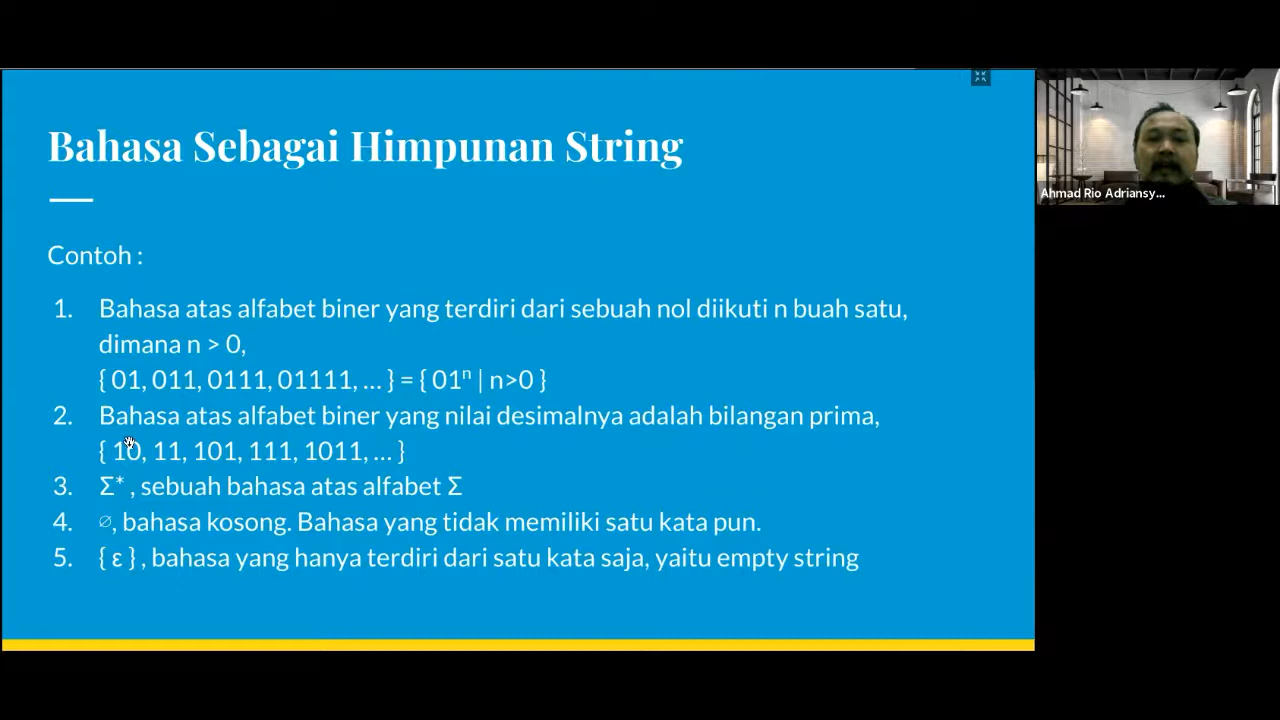 Bahasa Sebagai Himpunan String
Contoh :
1. Bahasa atas alfabet biner yang terdiri dari sebuah nol diikuti n buah satu,
dimana n > 0,
{ 01, 011, 0111, 01111, … } = { 01ⁿ | n>0 }
2. Bahasa atas alfabet biner yang nilai desimalnya adalah bilangan prima,
{ 10, 11, 101, 111, 1011, … }
3. Σ* , sebuah bahasa atas alfabet Σ
4. ∅, bahasa kosong. Bahasa yang tidak memiliki satu kata pun.
5. { ε } , bahasa yang hanya terdiri dari satu kata saja, yaitu empty string
Ahmad Rio Adriansy...